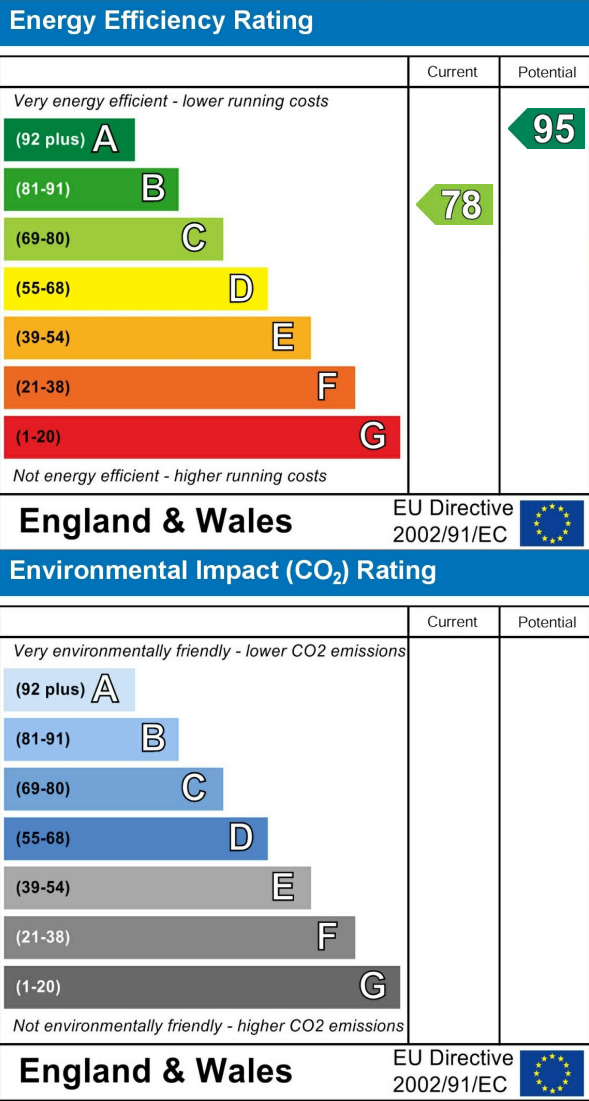 Energy Efficiency Rating
Current Potential
Very energy efficient - lower running costs
(92 plus) A
95
(81-91) B
78
(69-80) C
(55-68) D
(39-54) E
(21-38) F
(1-20) G
Not energy efficient - higher running costs
England & Wales
EU Directive
2002/91/EC
Environmental Impact (CO₂) Rating
Current Potential
Very environmentally friendly - lower CO2 emissions
(92 plus) A
(81-91) B
(69-80) C
(55-68) D
(39-54) E
(21-38) F
(1-20) G
Not environmentally friendly - higher CO2 emissions
England & Wales
EU Directive
2002/91/EC